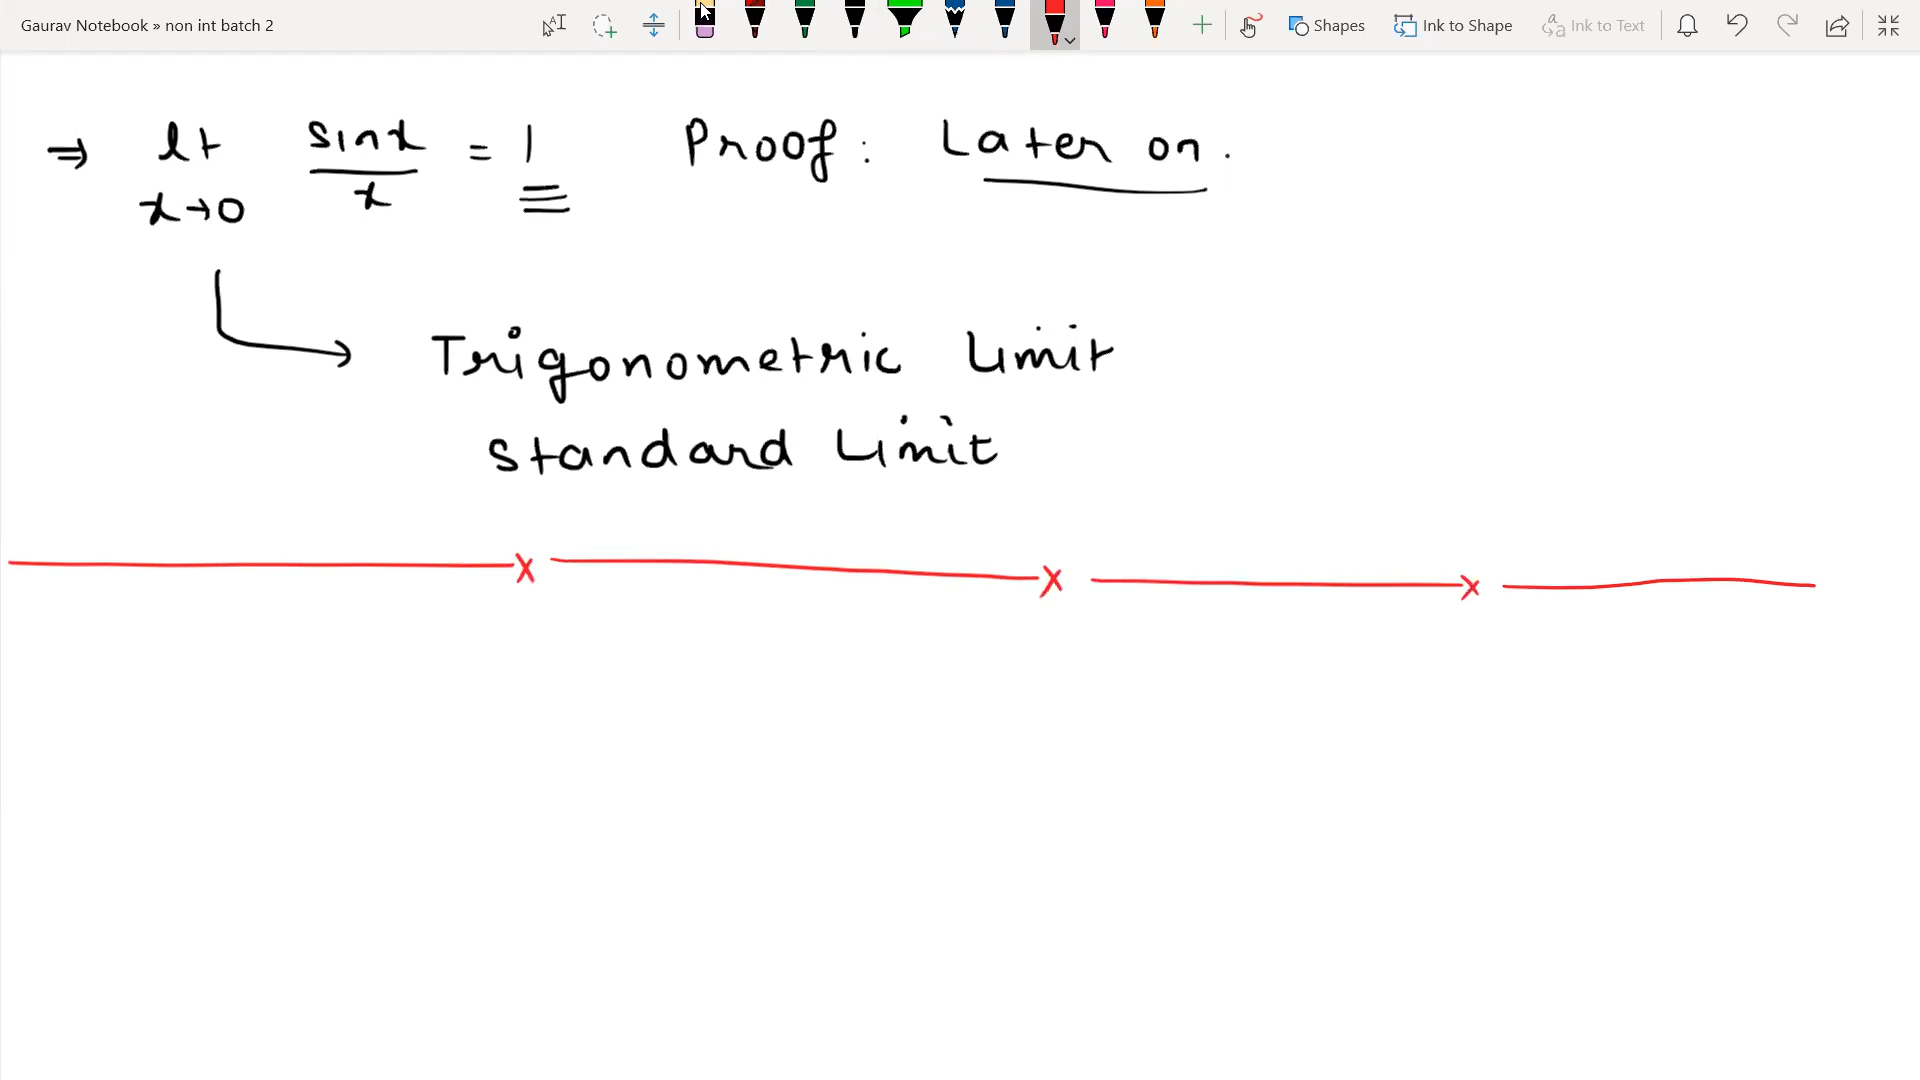 Gaurav Notebook » non int batch 2
Shapes
Ink to Shape
Ink to Text
⇒ lt sinx/x = 1 Proof: Later on.
x→0
Trigonometric Limit
Standard Limit
x x x